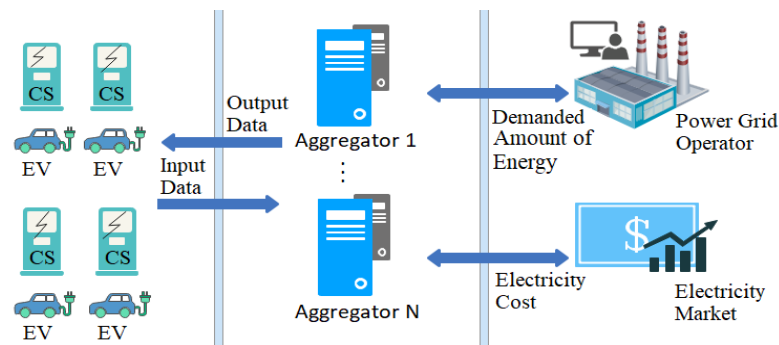 CS
CS
EV
EV
CS
CS
EV
EV
Output
Data
Input
Data
Aggregator 1
⋮
Aggregator N
Demanded
Amount of
Energy
Power Grid
Operator
Electricity
Cost
$
Electricity
Market